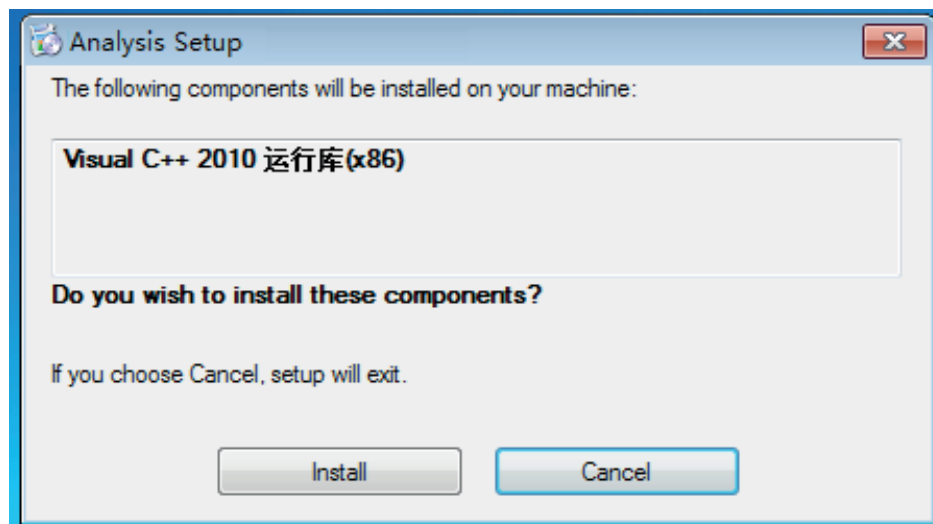 Analysis Setup
The following components will be installed on your machine:
Visual C++ 2010 运行库(x86)
Do you wish to install these components?
If you choose Cancel, setup will exit.
Install
Cancel